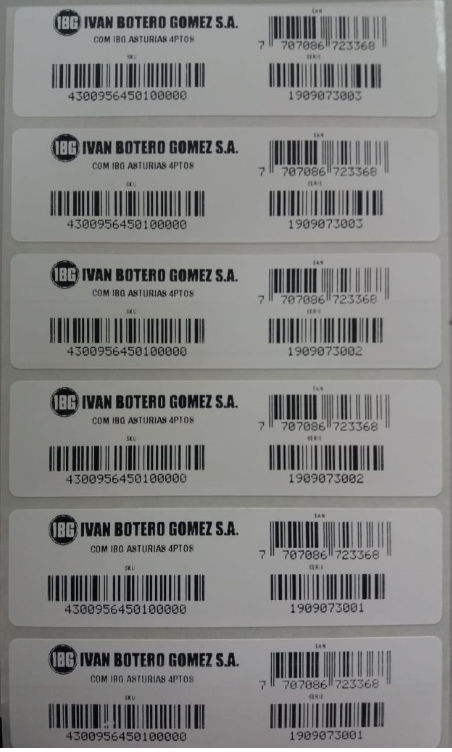 IBG IVAN BOTERO GOMEZ S.A.
COM IBG ASTURIAS 4PTOS
EAN
7 707086 723368
SKU
SERIE
4300956450100000
1909073003
IBG IVAN BOTERO GOMEZ S.A.
COM IBG ASTURIAS 4PTOS
EAN
7 707086 723368
SKU
SERIE
4300956450100000
1909073003
IBG IVAN BOTERO GOMEZ S.A.
COM IBG ASTURIAS 4PTOS
EAN
7 707086 723368
SKU
SERIE
4300956450100000
1909073002
IBG IVAN BOTERO GOMEZ S.A.
COM IBG ASTURIAS 4PTOS
EAN
7 707086 723368
SKU
SERIE
4300956450100000
1909073002
IBG IVAN BOTERO GOMEZ S.A.
COM IBG ASTURIAS 4PTOS
EAN
7 707086 723368
SKU
SERIE
4300956450100000
1909073001
IBG IVAN BOTERO GOMEZ S.A.
COM IBG ASTURIAS 4PTOS
EAN
7 707086 723368
SKU
SERIE
4300956450100000
1909073001